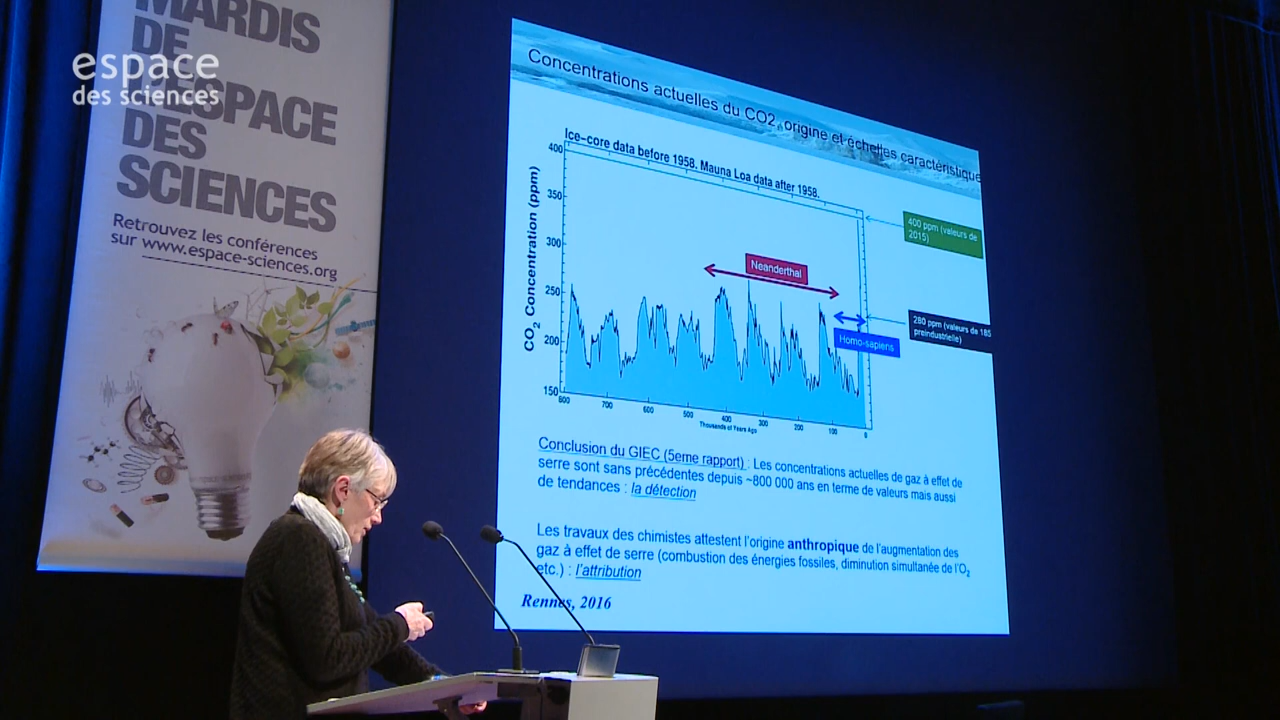 MARDIS
DE
L'ESPACE
DES
SCIENCES
Retrouvez les conférences
sur www.espace-sciences.org
espace
des sciences
Concentrations actuelles du CO2, origine et échelles caractéristique
Ice-core data before 1958. Mauna Loa data after 1958.
CO2 Concentration (ppm)
400
350
300
250
200
150
800
700
600
500
400
300
200
100
0
Thousands of Years Ago
Neanderthal
Homo-sapiens
400 ppm (valeurs de
2015)
280 ppm (valeurs de 185
preindustrielle)
Conclusion du GIEC (5eme rapport) : Les concentrations actuelles de gaz à effet de
serre sont sans précédentes depuis ~800 000 ans en terme de valeurs mais aussi
de tendances : la détection
Les travaux des chimistes attestent l'origine anthropique de l'augmentation des
gaz à effet de serre (combustion des énergies fossiles, diminution simultanée de l'O2
etc.) : l'attribution
Rennes, 2016